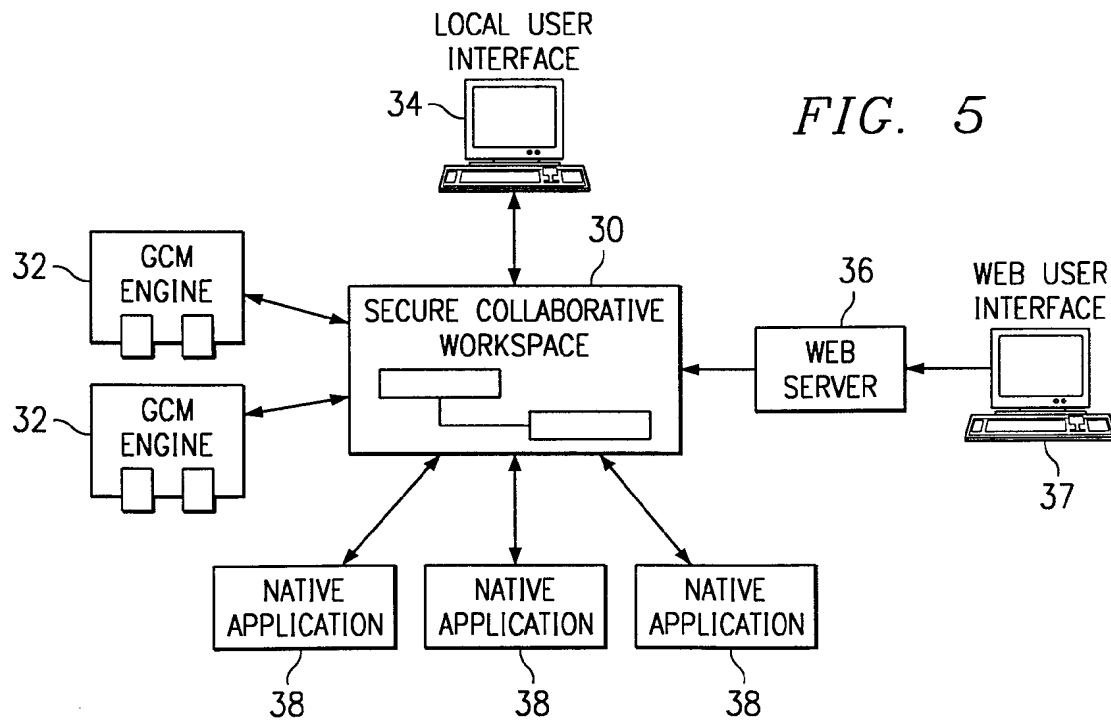 LOCAL USER
INTERFACE
34
FIG. 5
30
32
GCM
ENGINE
36
SECURE COLLABORATIVE
WORKSPACE
WEB USER
INTERFACE
WEB
SERVER
32
GCM
ENGINE
37
NATIVE
APPLICATION
NATIVE
APPLICATION
NATIVE
APPLICATION
38
38
38